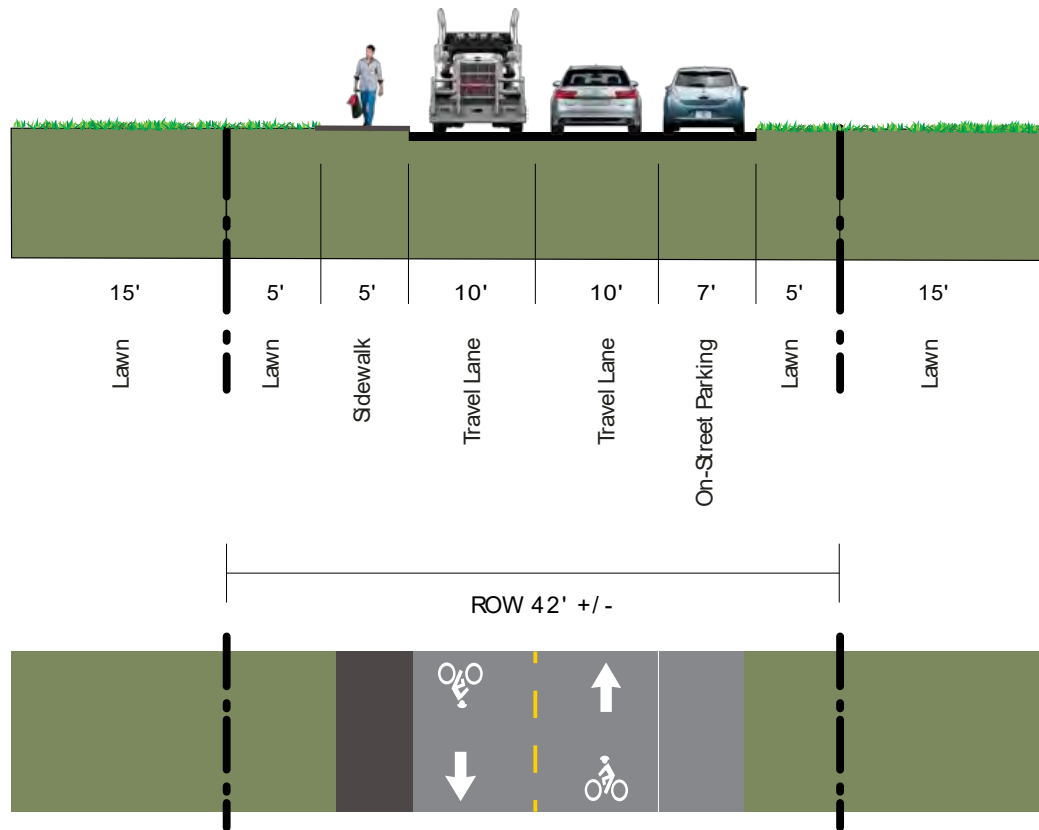 15' 5' 5' 10' 10' 7' 5' 15'
Lawn
Lawn
Sidewalk
Travel Lane
Travel Lane
On-Street Parking
Lawn
Lawn
ROW 42' +/-